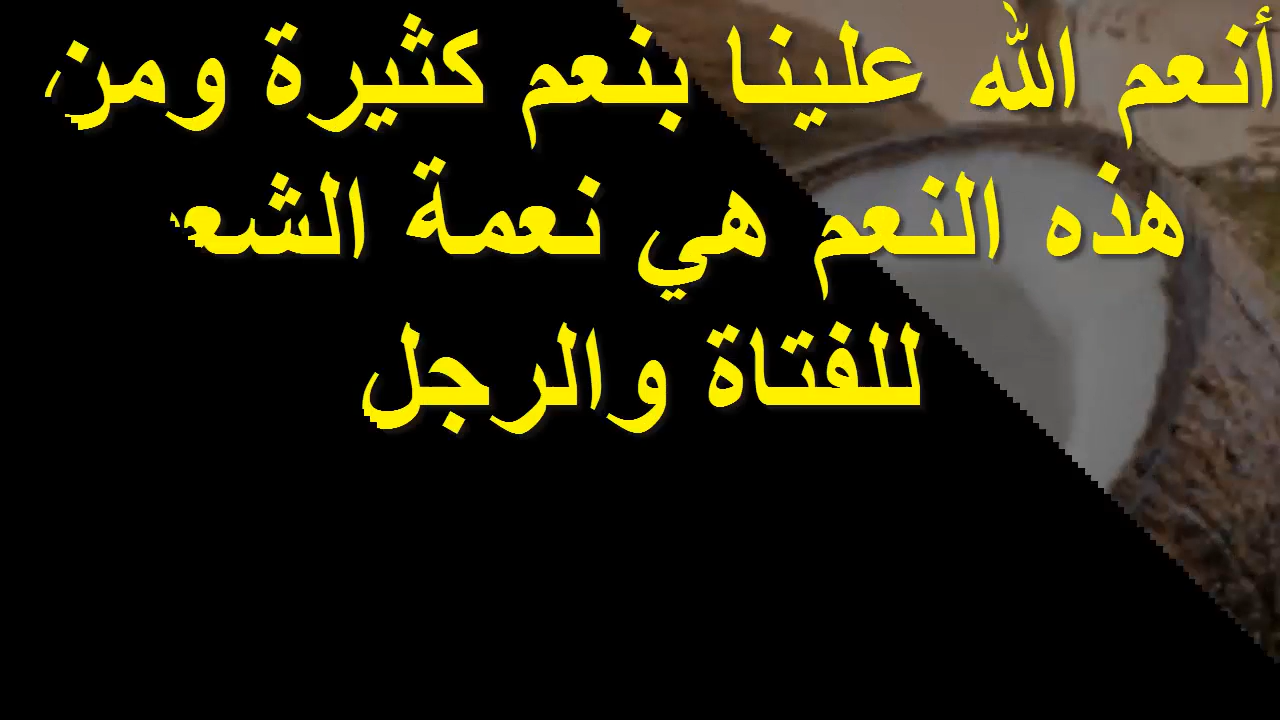 أنعم الله علينا بنعم كثيرة ومن
هذه النعم هي نعمة
للفتاة والرجل